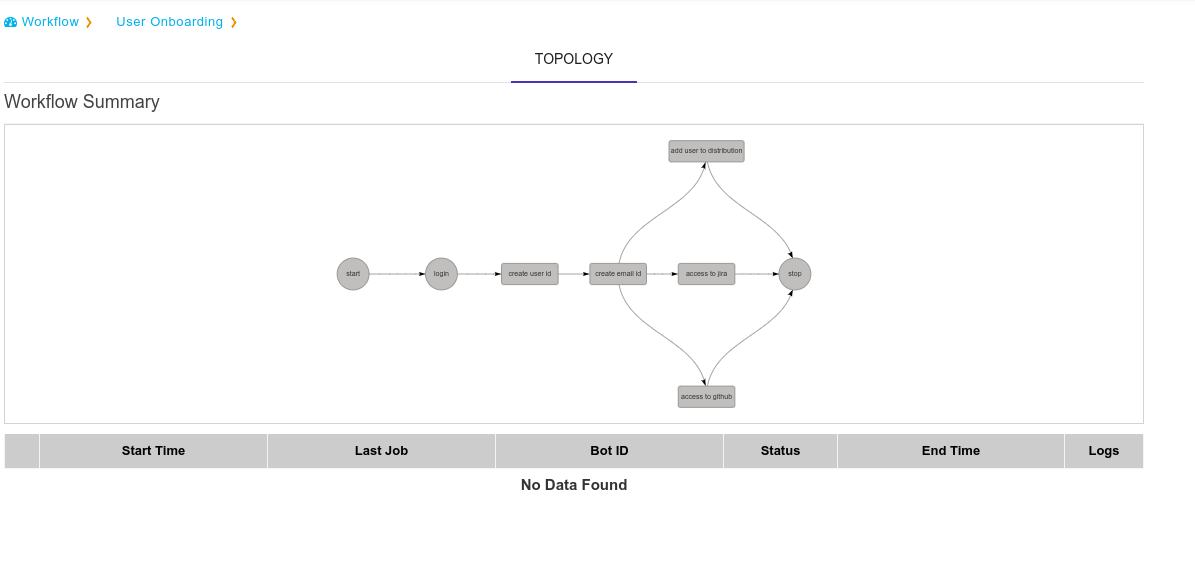 Workflow ❯ User Onboarding ❯
TOPOLOGY
Workflow Summary
add user to distribution
start
login
create user id
create email id
access to jira
stop
access to github
Start Time Last Job Bot ID Status End Time Logs
No Data Found